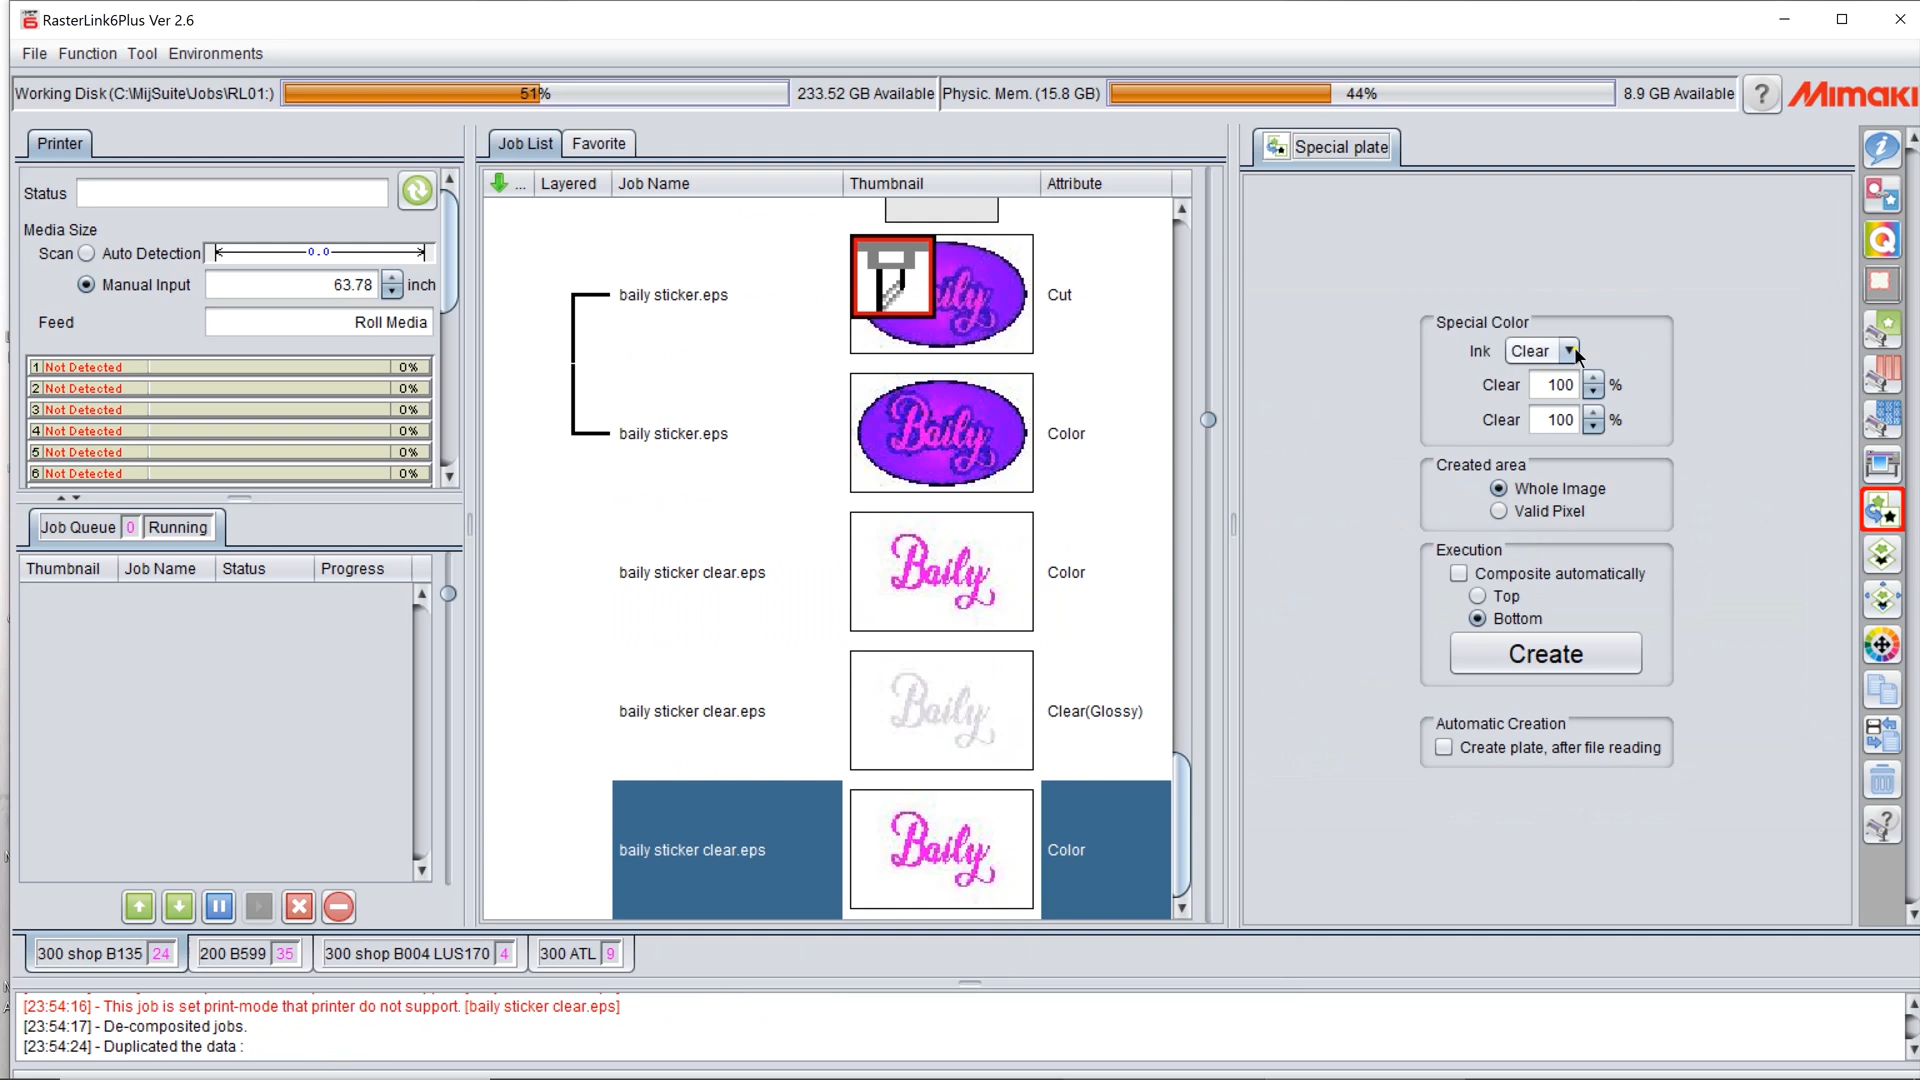 RasterLink6Plus Ver 2.6
File Function Tool Environments
Working Disk(C:\MijSuite\Jobs\RL01:) 51% 233.52 GB Available Physic. Mem. (15.8 GB) 44% 8.9 GB Available ? Mimaki
Printer
Status
Media Size
Scan Auto Detection 0.0
Manual Input 63.78 inch
Feed Roll Media
1 Not Detected 0%
2 Not Detected 0%
3 Not Detected 0%
4 Not Detected 0%
5 Not Detected 0%
6 Not Detected 0%
Job Queue 0 Running
Thumbnail Job Name Status Progress
Job List Favorite
... Layered Job Name Thumbnail Attribute
baily sticker.eps Cut
baily sticker.eps Baily Color
baily sticker clear.eps Baily Color
baily sticker clear.eps Baily Clear(Glossy)
baily sticker clear.eps Baily Color
Special plate
Special Color
Ink Clear
Clear 100 %
Clear 100 %
Created area
Whole Image
Valid Pixel
Execution
Composite automatically
Top
Bottom
Create
Automatic Creation
Create plate, after file reading
300 shop B135 24 200 B599 35 300 shop B004 LUS170 4 300 ATL 9
[23:54:16] - This job is set print-mode that printer do not support. [baily sticker clear.eps]
[23:54:17] - De-composited jobs.
[23:54:24] - Duplicated the data :